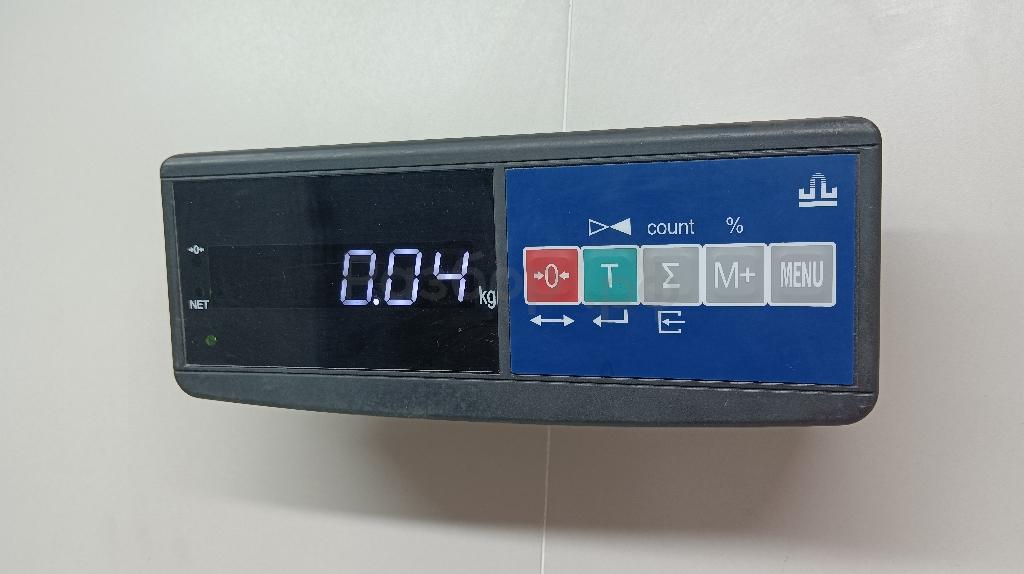 count %
→0←
→0← T Σ M+ MENU
0.04 kg
NET